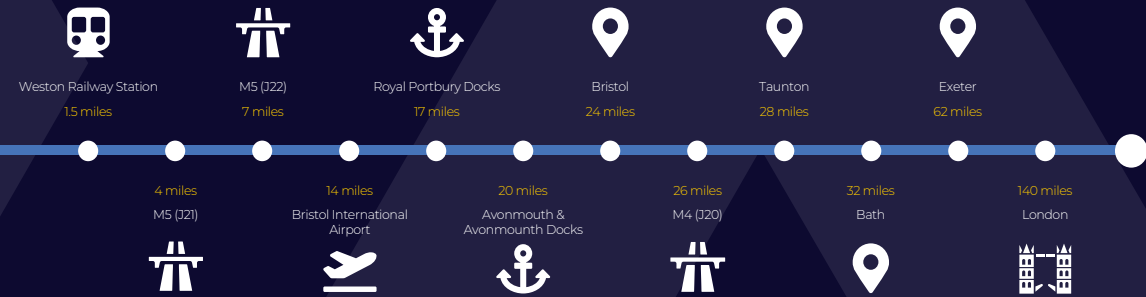 Weston Railway Station
1.5 miles
M5 (J22)
7 miles
Royal Portbury Docks
17 miles
Bristol
24 miles
Taunton
28 miles
Exeter
62 miles
4 miles
M5 (J21)
14 miles
Bristol International
Airport
20 miles
Avonmouth &
Avonmounth Docks
26 miles
M4 (J20)
32 miles
Bath
140 miles
London